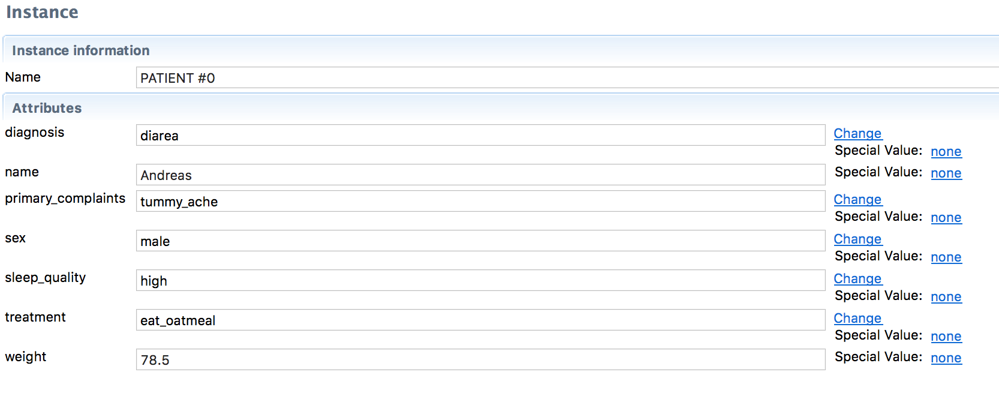 Instance
Instance information
Name PATIENT #0
Attributes
diagnosis diarea Change
Special Value: none
name Andreas Special Value: none
primary_complaints tummy_ache Change
Special Value: none
sex male Change
Special Value: none
sleep_quality high Change
Special Value: none
treatment eat_oatmeal Change
Special Value: none
weight 78.5 Special Value: none